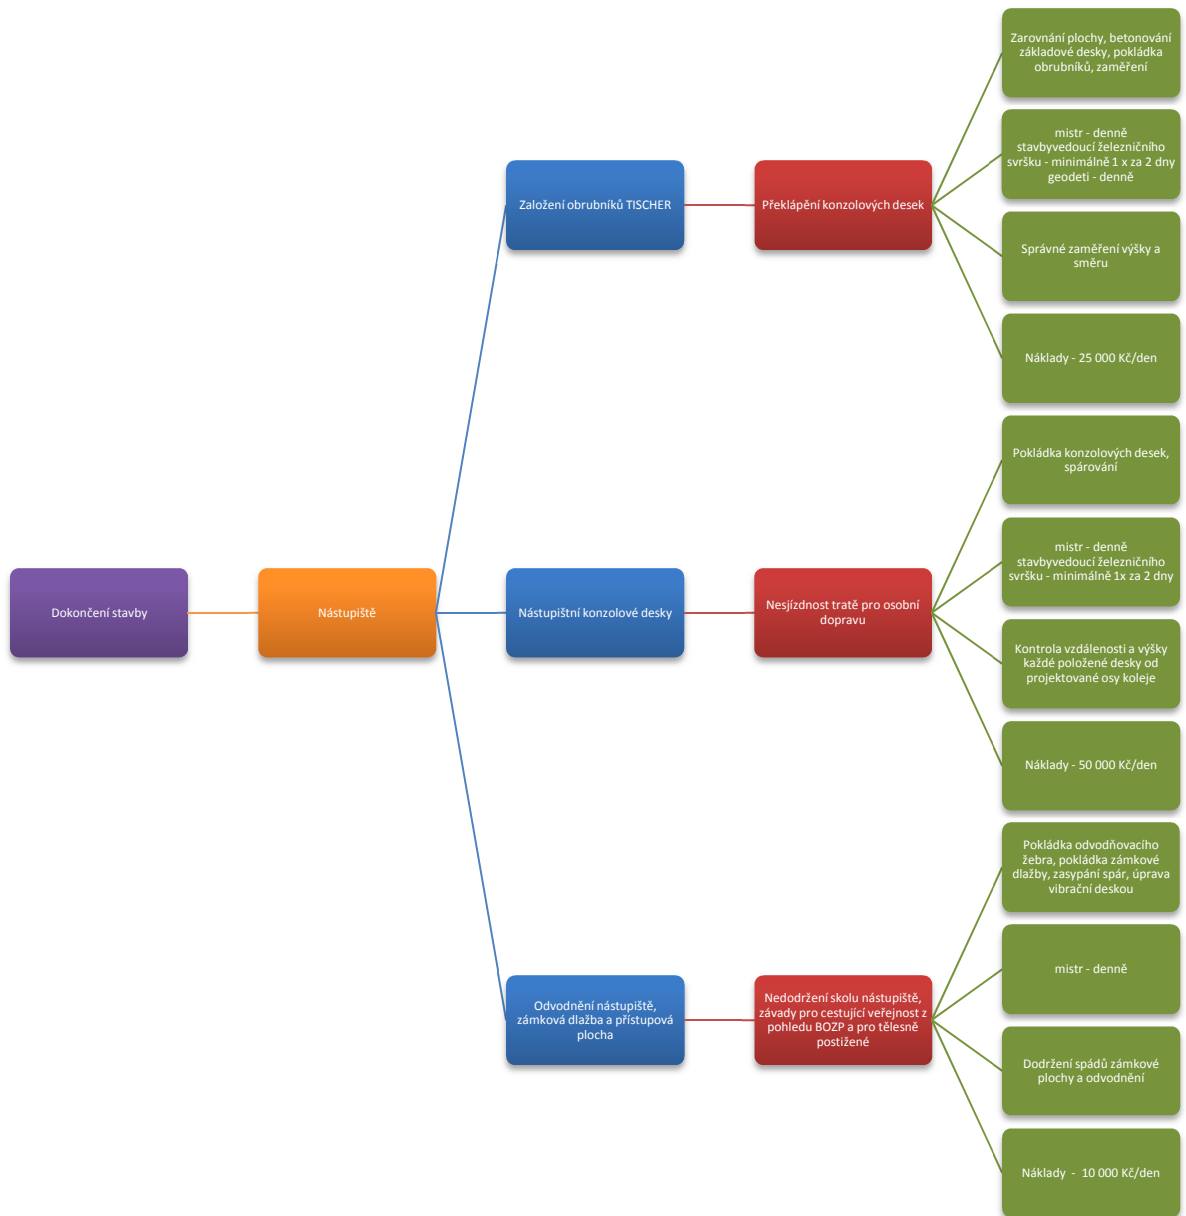 Dokončení stavby
Nástupiště
Založení obrubníků TISCHER
Překlápění konzolových desek
Zarovnání plochy, betonování
základové desky, pokládka
obrubníků, zaměření
mistr - denně
stavbyvedoucí železničního
svršku - minimálně 1 x za 2 dny
geodeti - denně
Správné zaměření výšky a
směru
Náklady - 25 000 Kč/den
Nástupištní konzolové desky
Nesjízdnost tratě pro osobní
dopravu
Pokládka konzolových desek,
spárování
mistr - denně
stavbyvedoucí železničního
svršku - minimálně 1x za 2 dny
Kontrola vzdálenosti a výšky
každé položené desky od
projektované osy koleje
Náklady - 50 000 Kč/den
Odvodnění nástupiště,
zámková dlažba a přístupová
plocha
Nedodržení skolu nástupiště,
závady pro cestující veřejnost z
pohledu BOZP a pro tělesně
postižené
Pokládka odvodňovacího
žebra, pokládka zámkové
dlažby, zasypání spár, úprava
vibrační deskou
mistr - denně
Dodržení spádů zámkové
plochy a odvodnění
Náklady  -  10 000 Kč/den